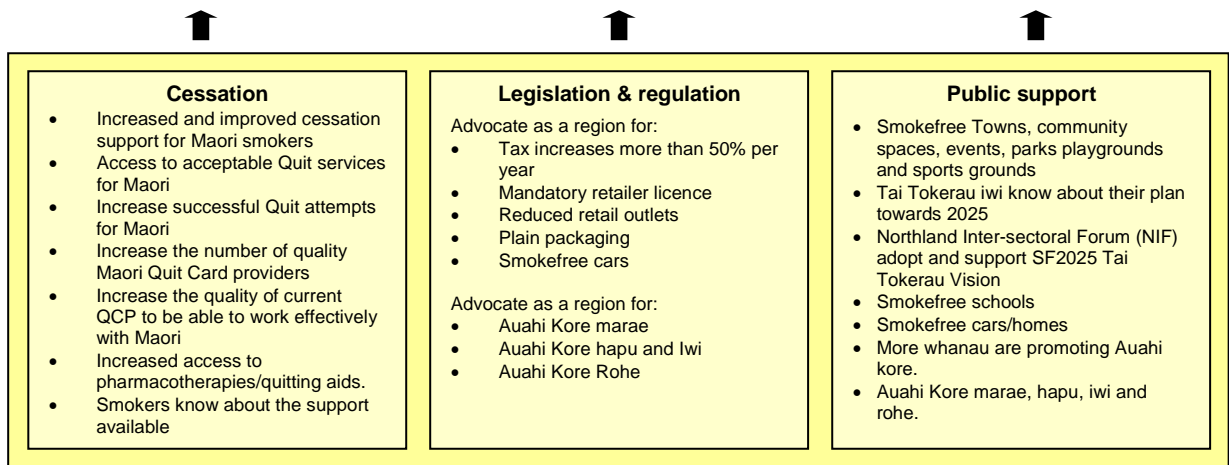 Cessation
• Increased and improved cessation
support for Maori smokers
• Access to acceptable Quit services
for Maori
• Increase successful Quit attempts
for Maori
• Increase the number of quality
Maori Quit Card providers
• Increase the quality of current
QCP to be able to work effectively
with Maori
• Increased access to
pharmacotherapies/quitting aids.
• Smokers know about the support
available
Legislation & regulation
Advocate as a region for:
• Tax increases more than 50% per
year
• Mandatory retailer licence
• Reduced retail outlets
• Plain packaging
• Smokefree cars
Advocate as a region for:
• Auahi Kore marae
• Auahi Kore hapu and Iwi
• Auahi Kore Rohe
Public support
• Smokefree Towns, community
spaces, events, parks playgrounds
and sports grounds
• Tai Tokerau iwi know about their plan
towards 2025
• Northland Inter-sectoral Forum (NIF)
adopt and support SF2025 Tai
Tokerau Vision
• Smokefree schools
• Smokefree cars/homes
• More whanau are promoting Auahi
kore.
• Auahi Kore marae, hapu, iwi and
rohe.